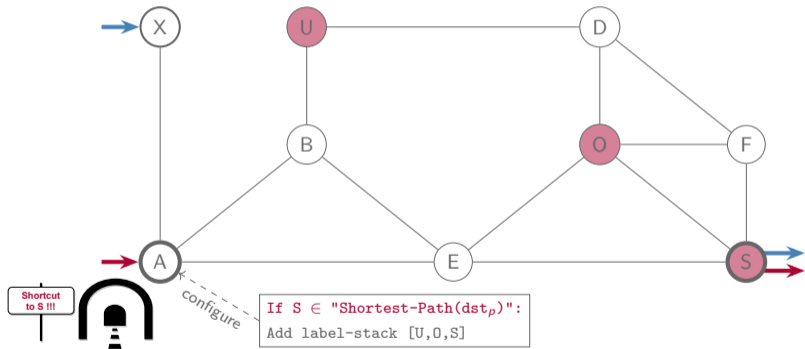 X
U
D
B
O
F
A
E
S
Shortcut
to S !!!
configure
If S ∈ "Shortest-Path(dstₚ)":
Add label-stack [U,O,S]